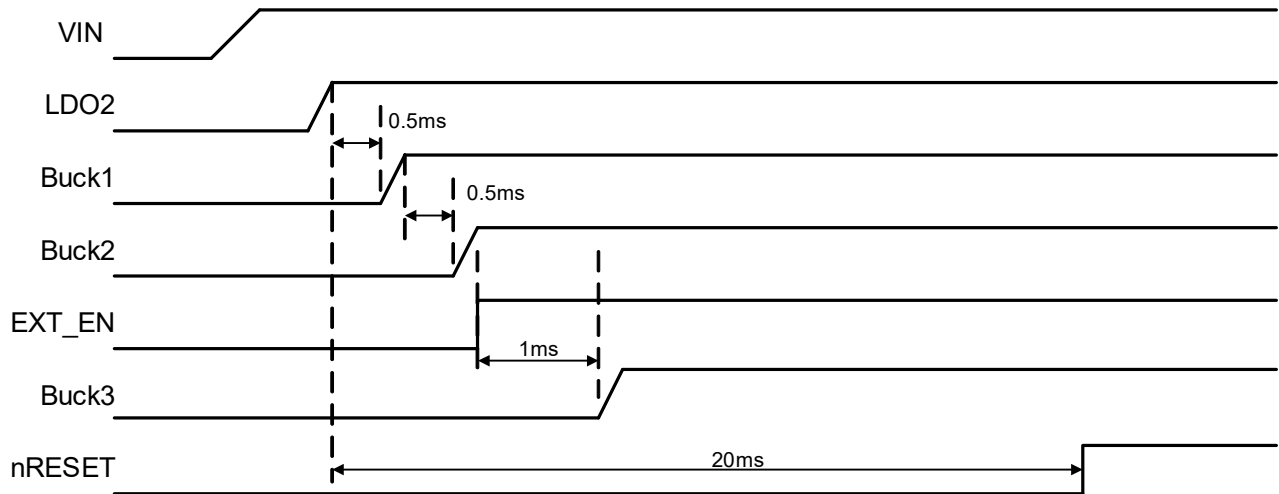 VIN
LDO2
0.5ms
Buck1
0.5ms
Buck2
EXT_EN
1ms
Buck3
20ms
nRESET